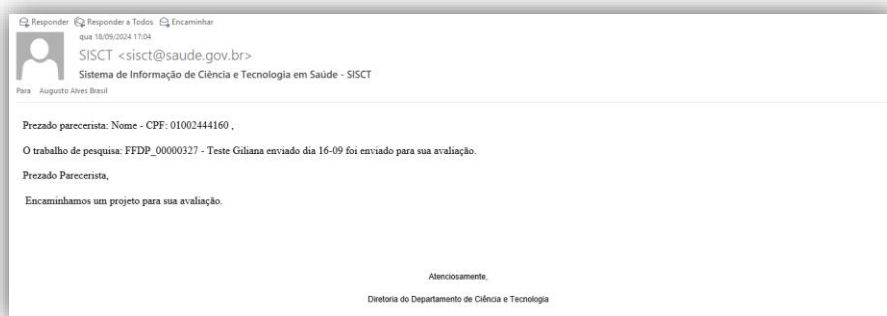 Responder Responder a Todos Encaminhar
qua 18/09/2024 17:04
SISCT <sisct@saude.gov.br>
Sistema de Informação de Ciência e Tecnologia em Saúde - SISCT
Para Augusto Alves Brasil
Prezado parecerista: Nome - CPF: 01002444160 ,
O trabalho de pesquisa: FFDP_00000327 - Teste Giliana enviado dia 16-09 foi enviado para sua avaliação.
Prezado Parecerista,
Encaminhamos um projeto para sua avaliação.
Atenciosamente,
Diretoria do Departamento de Ciência e Tecnologia